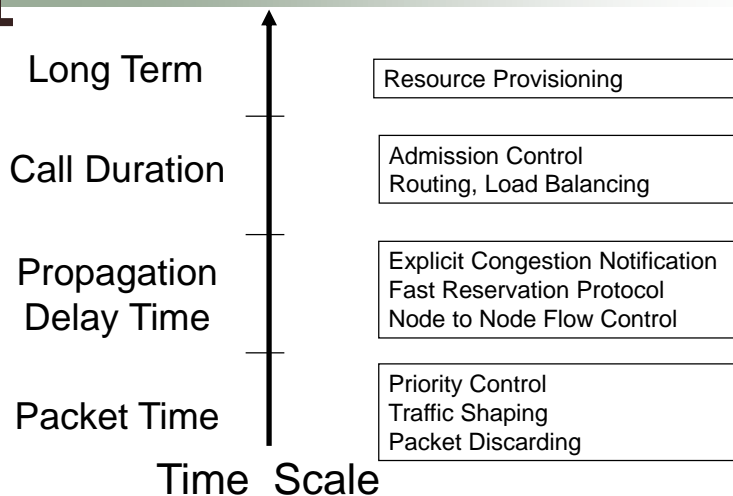 Long Term
Resource Provisioning
Call Duration
Admission Control
Routing, Load Balancing
Propagation
Delay Time
Explicit Congestion Notification
Fast Reservation Protocol
Node to Node Flow Control
Packet Time
Priority Control
Traffic Shaping
Packet Discarding
Time Scale